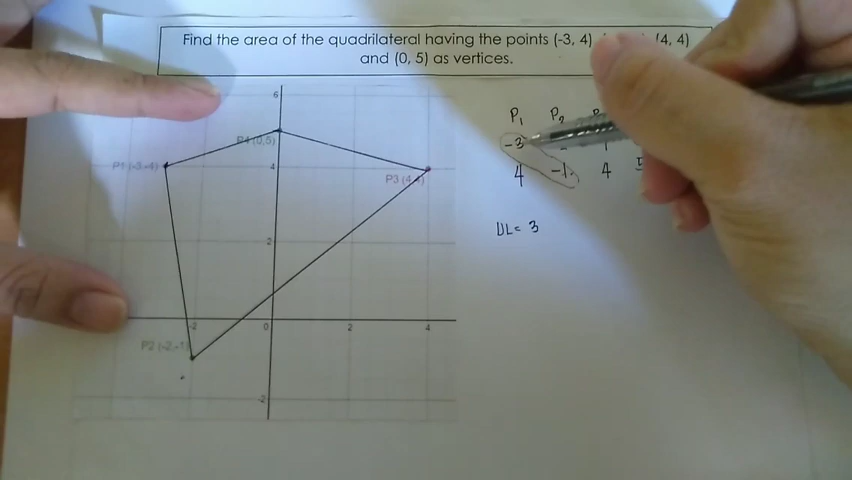 Find the area of the quadrilateral having the points (-3, 4), (4, 4)
and (0, 5) as vertices.
6
P4 (0,5)
P1 (-3,-4)
4
P3 (4,4)
2
-2
0
2
4
P2 (-2,-1)
-2
P1 P2 P
-3 -
4 -1 4 5
DL= 3